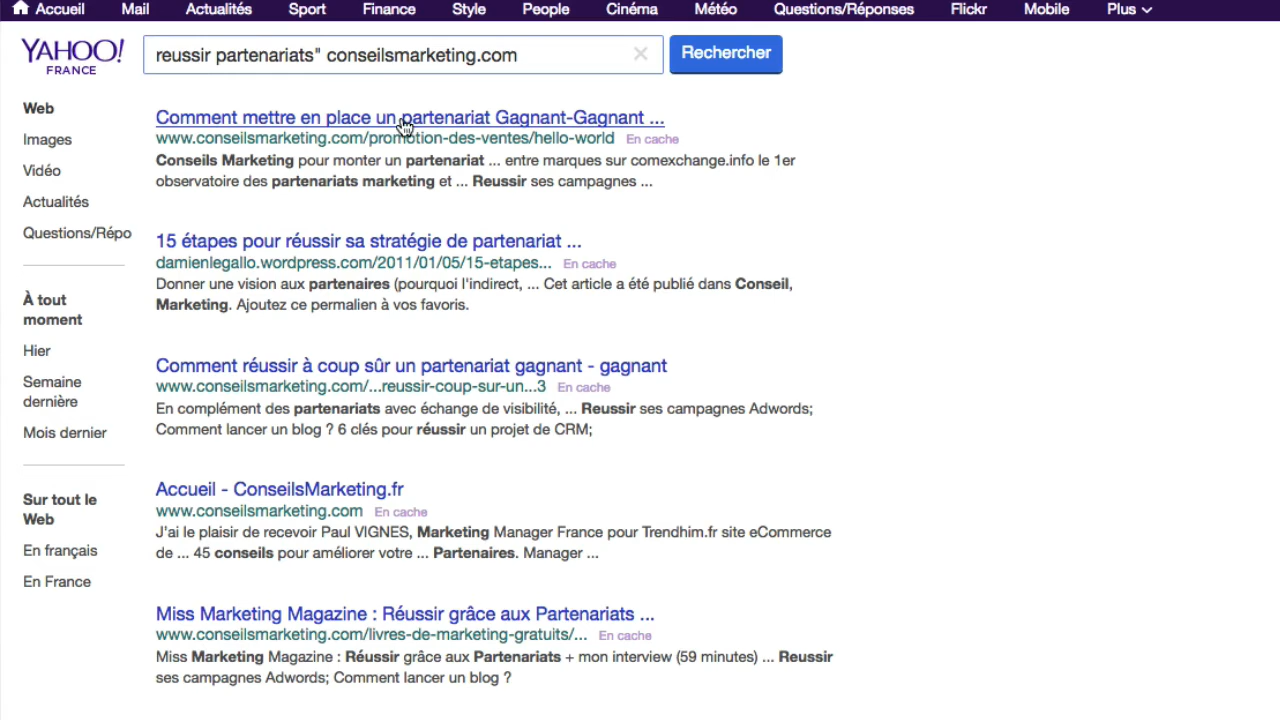 Accueil Mail Actualités Sport Finance Style People Cinéma Météo Questions/Réponses Flickr Mobile Plus
YAHOO!
FRANCE
reussir partenariats" conseilsmarketing.com
Rechercher
Web
Images
Vidéo
Actualités
Questions/Répo
À tout
moment
Hier
Semaine
dernière
Mois dernier
Sur tout le
Web
En français
En France
Comment mettre en place un partenariat Gagnant-Gagnant ...
www.conseilsmarketing.com/promotion-des-ventes/hello-world En cache
Conseils Marketing pour monter un partenariat ... entre marques sur comexchange.info le 1er
observatoire des partenariats marketing et ... Reussir ses campagnes ...
15 étapes pour réussir sa stratégie de partenariat ...
damienlegallo.wordpress.com/2011/01/05/15-etapes... En cache
Donner une vision aux partenaires (pourquoi l'indirect, ... Cet article a été publié dans Conseil,
Marketing. Ajoutez ce permalien à vos favoris.
Comment réussir à coup sûr un partenariat gagnant - gagnant
www.conseilsmarketing.com/...reussir-coup-sur-un...3 En cache
En complément des partenariats avec échange de visibilité, ... Reussir ses campagnes Adwords;
Comment lancer un blog ? 6 clés pour réussir un projet de CRM;
Accueil - ConseilsMarketing.fr
www.conseilsmarketing.com En cache
J'ai le plaisir de recevoir Paul VIGNES, Marketing Manager France pour Trendhim.fr site eCommerce
de ... 45 conseils pour améliorer votre ... Partenaires. Manager ...
Miss Marketing Magazine : Réussir grâce aux Partenariats ...
www.conseilsmarketing.com/livres-de-marketing-gratuits/... En cache
Miss Marketing Magazine : Réussir grâce aux Partenariats + mon interview (59 minutes) ... Reussir
ses campagnes Adwords; Comment lancer un blog ?